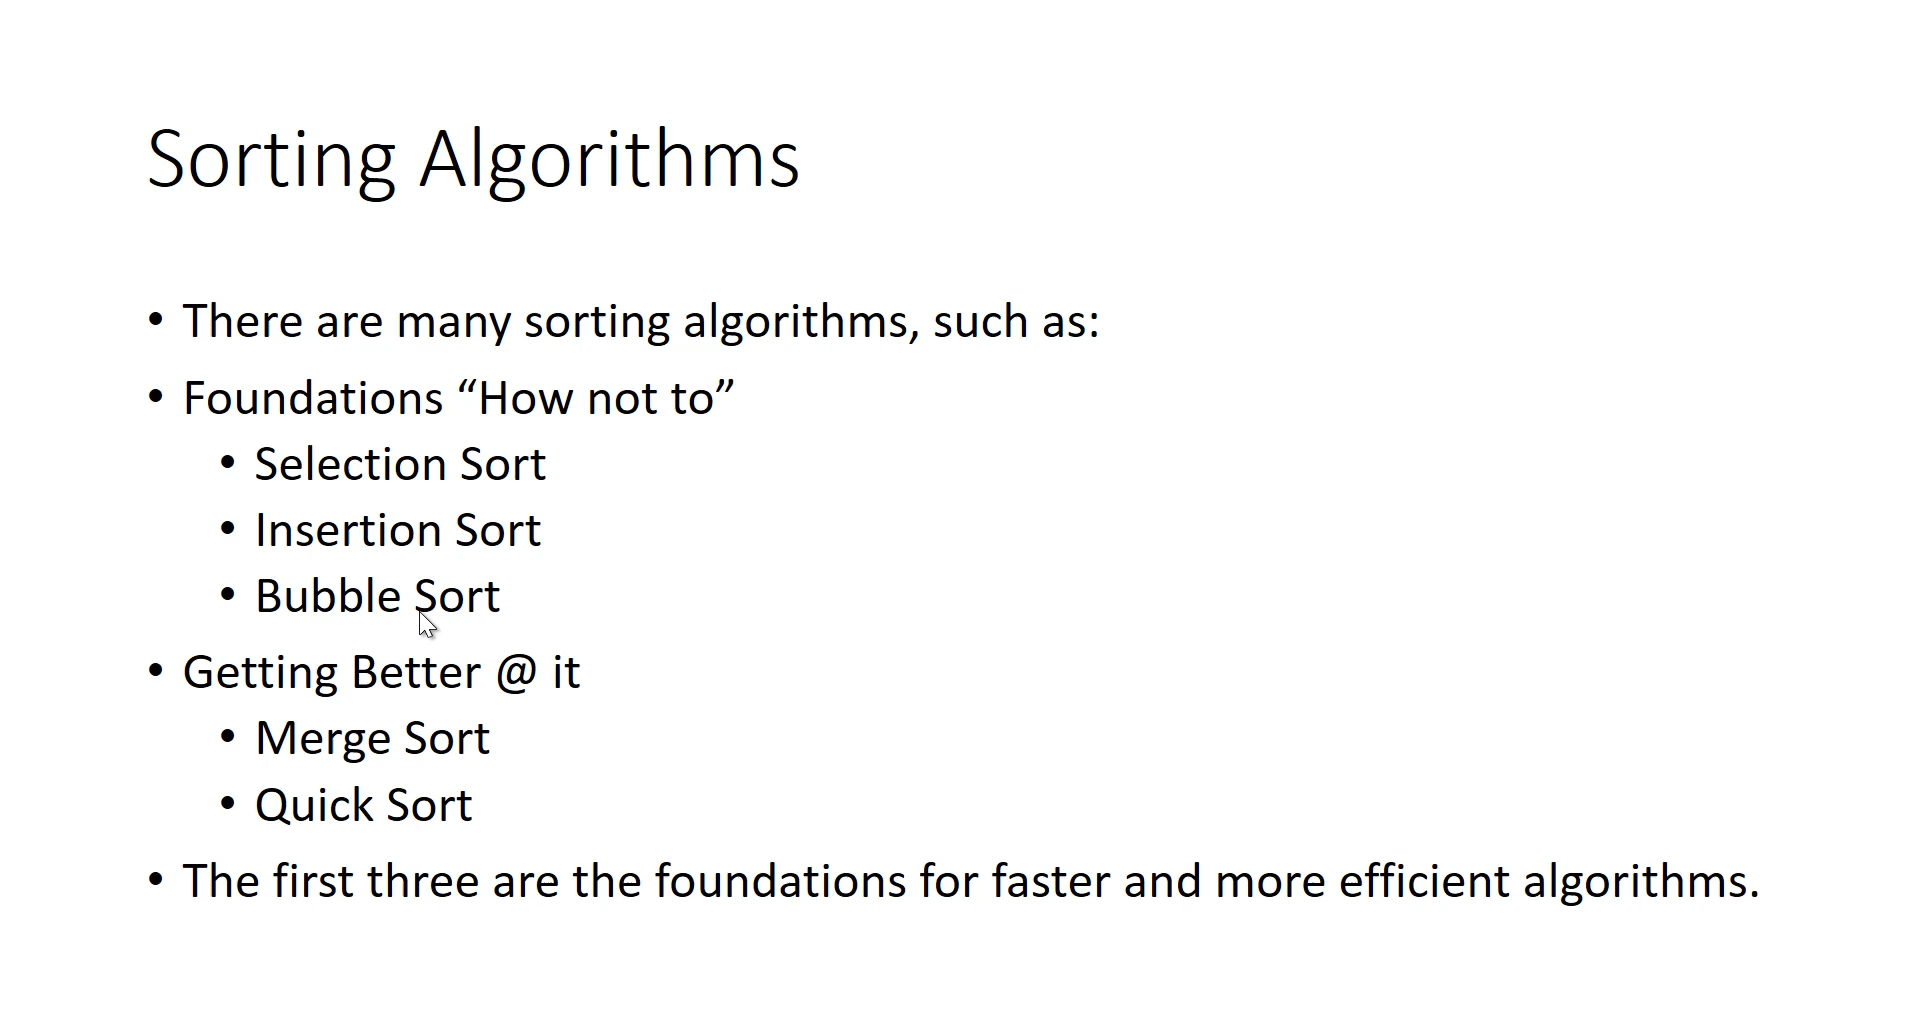 Sorting Algorithms
• There are many sorting algorithms, such as:
• Foundations “How not to”
• Selection Sort
• Insertion Sort
• Bubble Sort
• Getting Better @ it
• Merge Sort
• Quick Sort
• The first three are the foundations for faster and more efficient algorithms.